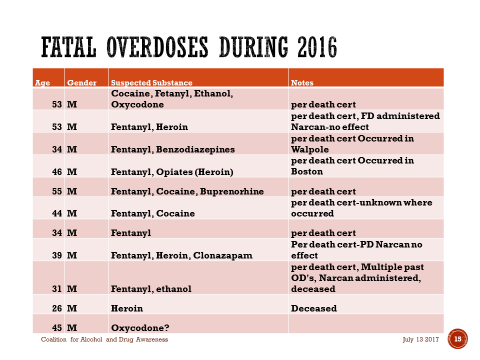 FATAL OVERDOSES DURING 2016
Age Gender Suspected Substance Notes
Cocaine, Fetanyl, Ethanol,
53 M Oxycodone per death cert
per death cert, FD administered
53 M Fentanyl, Heroin Narcan-no effect
per death cert Occurred in
34 M Fentanyl, Benzodiazepines Walpole
per death cert Occurred in
46 M Fentanyl, Opiates (Heroin) Boston
55 M Fentanyl, Cocaine, Buprenorhine per death cert
per death cert-unknown where
44 M Fentanyl, Cocaine occurred
34 M Fentanyl per death cert
Per death cert-PD Narcan no
39 M Fentanyl, Heroin, Clonazapam effect
per death cert, Multiple past
OD's, Narcan administered,
31 M Fentanyl, ethanol deceased
26 M Heroin Deceased
45 M Oxycodone?
Coalition for Alcohol and Drug Awareness July 13 2017 15